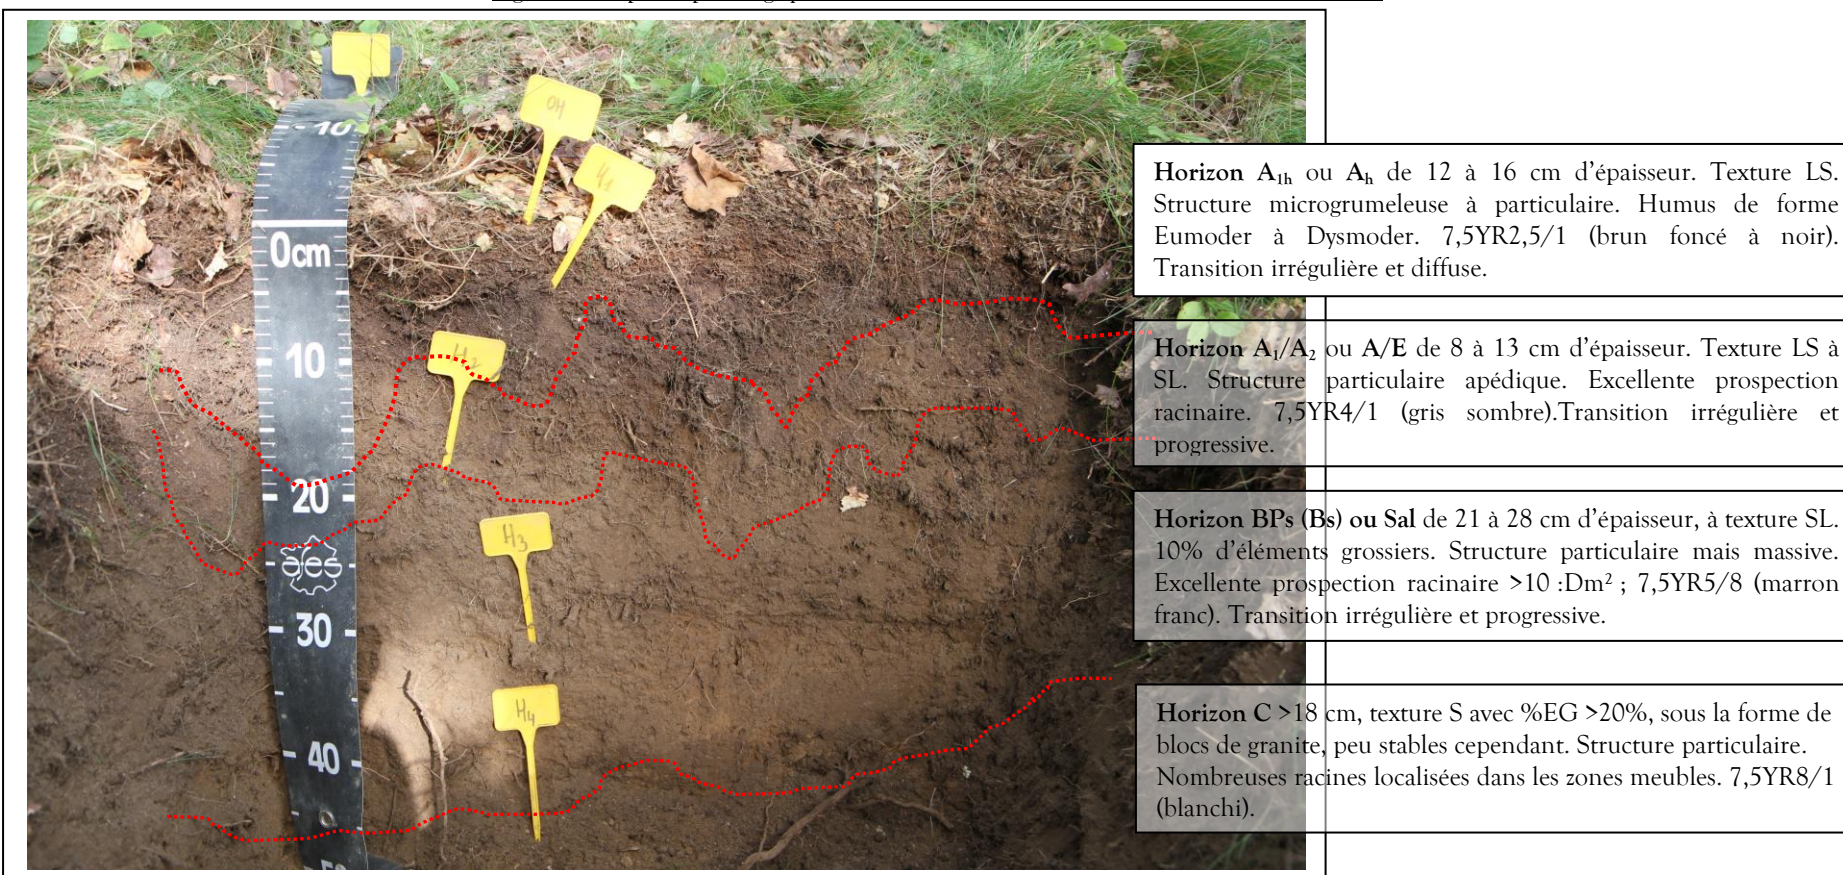 - 10
OH
H1
0cm
10
H2
20
afes
H3
30
H4
40
Horizon A1h ou Ah de 12 à 16 cm d'épaisseur. Texture LS.
Structure microgrumeleuse à particulaire. Humus de forme
Eumoder à Dysmoder. 7,5YR2,5/1 (brun foncé à noir).
Transition irrégulière et diffuse.
Horizon A1/A2 ou A/E de 8 à 13 cm d'épaisseur. Texture LS à
SL. Structure particulaire apédique. Excellente prospection
racinaire. 7,5YR4/1 (gris sombre).Transition irrégulière et
progressive.
Horizon BPs (Bs) ou Sal de 21 à 28 cm d'épaisseur, à texture SL.
10% d'éléments grossiers. Structure particulaire mais massive.
Excellente prospection racinaire >10 :Dm² ; 7,5YR5/8 (marron
franc). Transition irrégulière et progressive.
Horizon C >18 cm, texture S avec %EG >20%, sous la forme de
blocs de granite, peu stables cependant. Structure particulaire.
Nombreuses racines localisées dans les zones meubles. 7,5YR8/1
(blanchi).